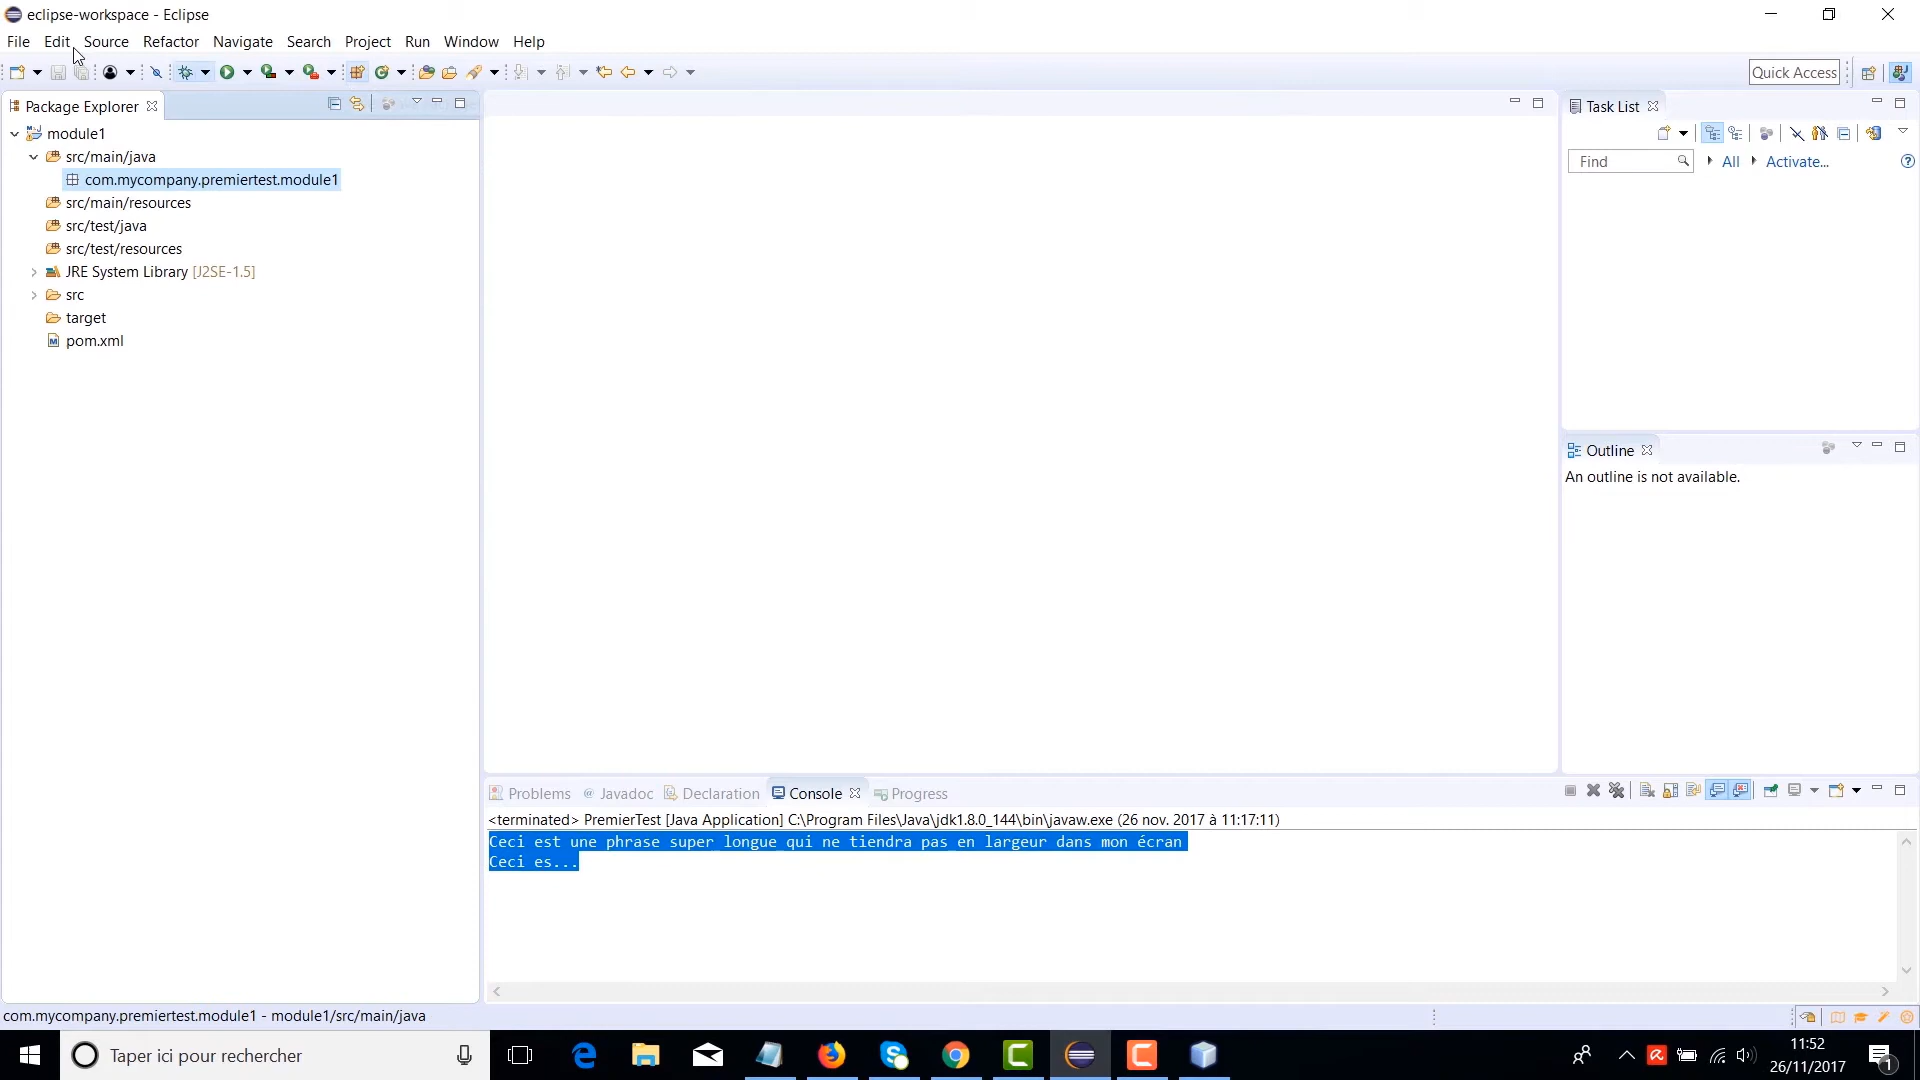 eclipse-workspace - Eclipse
File Edit Source Refactor Navigate Search Project Run Window Help
Quick Access
Package Explorer
module1
src/main/java
com.mycompany.premiertest.module1
src/main/resources
src/test/java
src/test/resources
JRE System Library [J2SE-1.5]
src
target
pom.xml
Task List
Find All Activate...
Outline
An outline is not available.
Problems Javadoc Declaration Console Progress
<terminated> PremierTest [Java Application] C:\Program Files\Java\jdk1.8.0_144\bin\javaw.exe (26 nov. 2017 à 11:17:11)
Ceci est une phrase super longue qui ne tiendra pas en largeur dans mon écran
Ceci es...
com.mycompany.premiertest.module1 - module1/src/main/java
Taper ici pour rechercher
11:52
26/11/2017
1